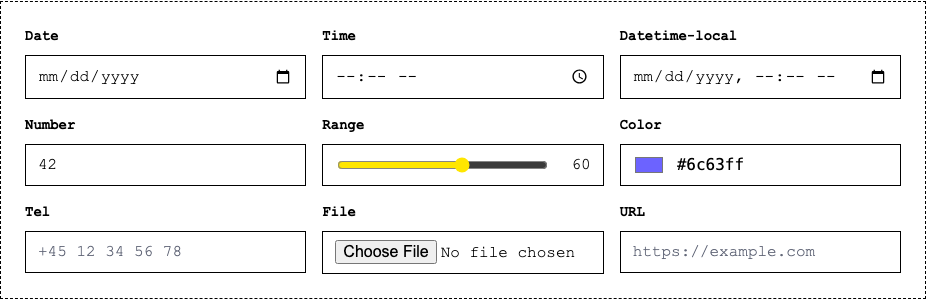 Date Time Datetime-local
mm/dd/yyyy --:-- -- mm/dd/yyyy, --:-- --
Number Range Color
42 60 #6c63ff
Tel File URL
+45 12 34 56 78 Choose File No file chosen https://example.com